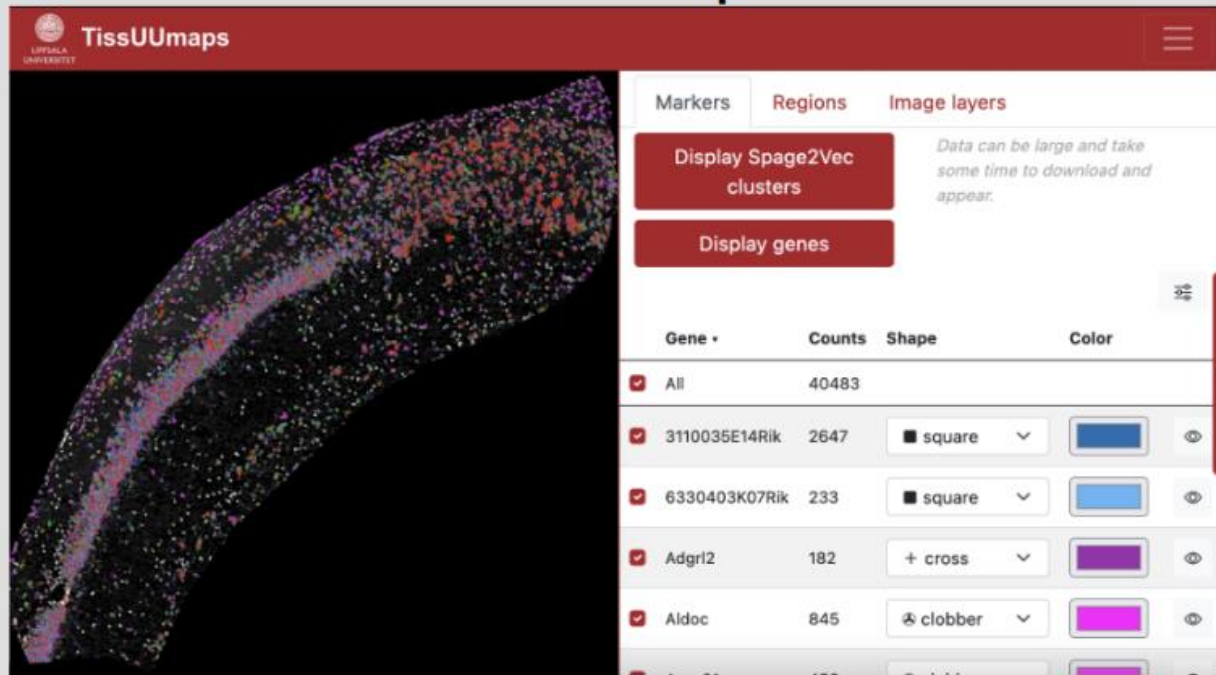 TissUUmaps
UPPSALA
UNIVERSITET
Markers Regions Image layers
Display Spage2Vec
clusters
Data can be large and take
some time to download and
appear.
Display genes
Gene Counts Shape Color
All 40483
3110035E14Rik 2647 square
6330403K07Rik 233 square
Adgrl2 182 cross
Aldoc 845 clobber